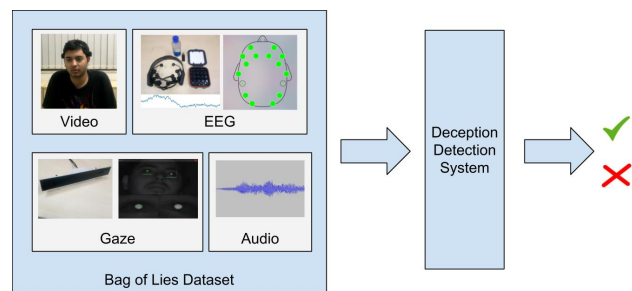 Video
EEG
Gaze
Audio
Bag of Lies Dataset
Deception
Detection
System